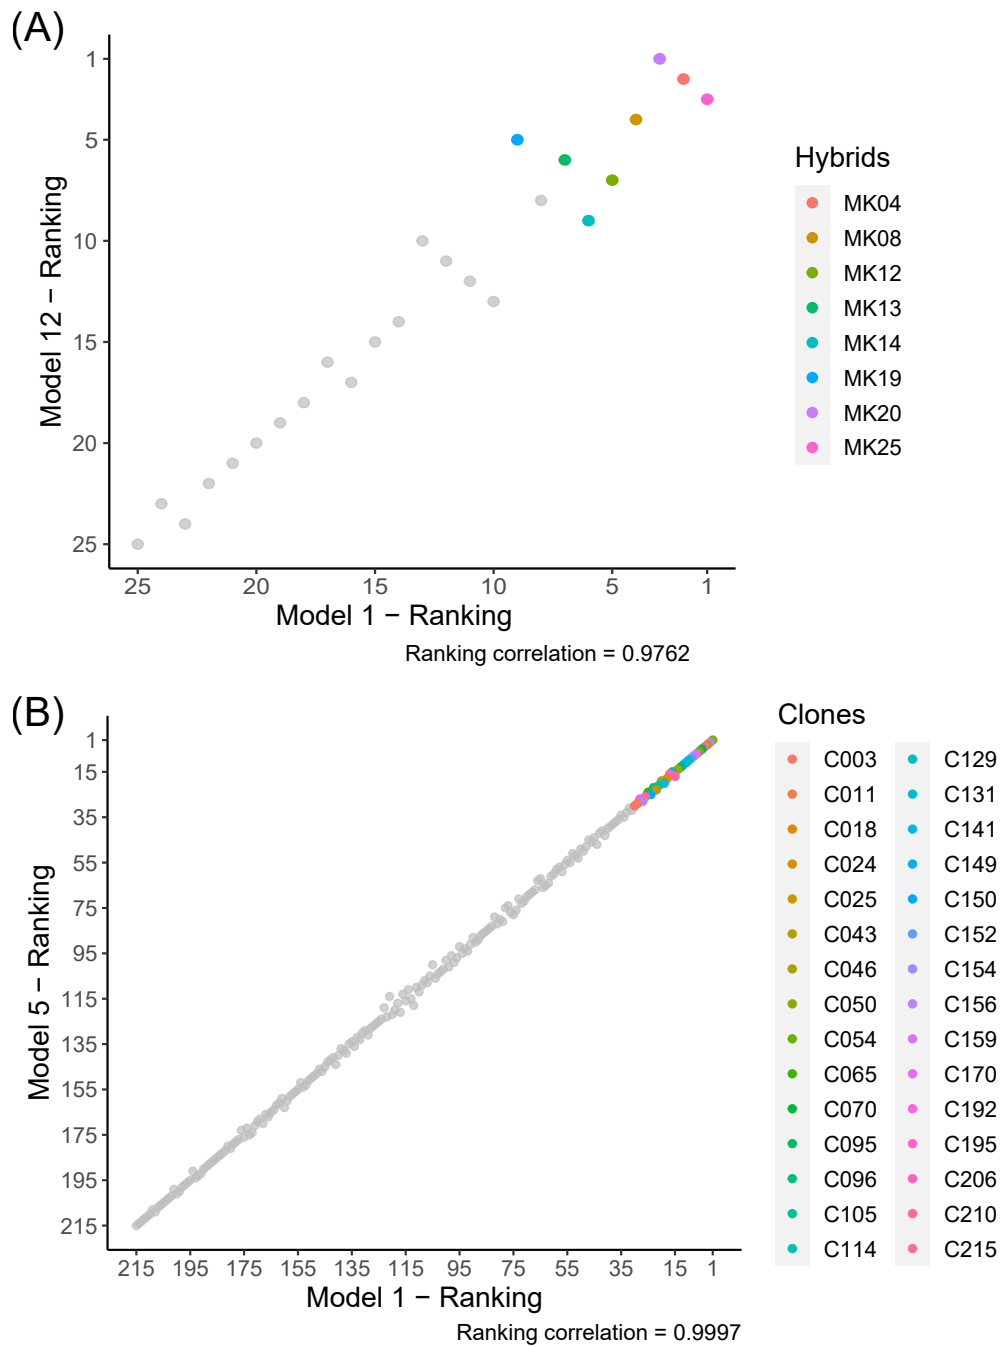 (A)
1
5
10
15
20
25
Model 12 − Ranking
25 20 15 10 5 1
Model 1 − Ranking
Ranking correlation = 0.9762
Hybrids
MK04
MK08
MK12
MK13
MK14
MK19
MK20
MK25
(B)
1
15
35
55
75
95
115
135
155
175
195
215
Model 5 − Ranking
215 195 175 155 135 115 95 75 55 35 15 1
Model 1 − Ranking
Ranking correlation = 0.9997
Clones
C003 C129
C011 C131
C018 C141
C024 C149
C025 C150
C043 C152
C046 C154
C050 C156
C054 C159
C065 C170
C070 C192
C095 C195
C096 C206
C105 C210
C114 C215